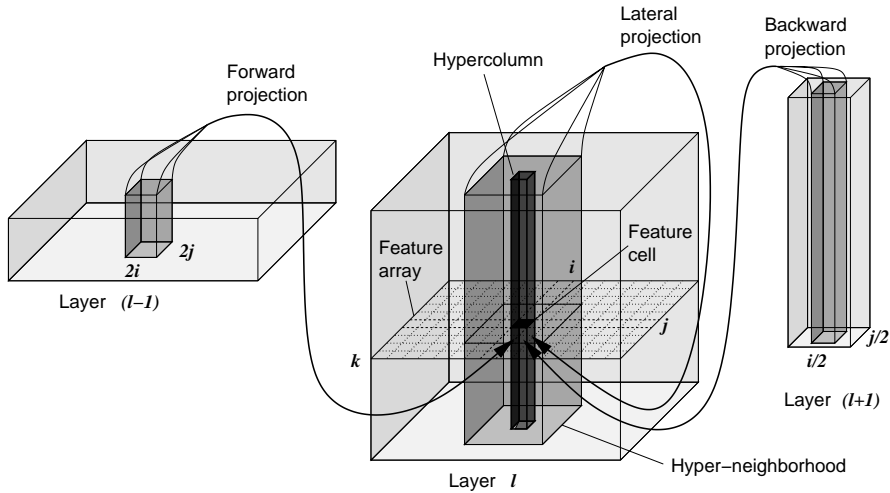 Forward
projection
Hypercolumn
Lateral
projection
Backward
projection
Feature
array
Feature
cell
i
j
k
2i
2j
Layer (l−1)
i/2
j/2
Layer (l+1)
Layer l
Hyper−neighborhood